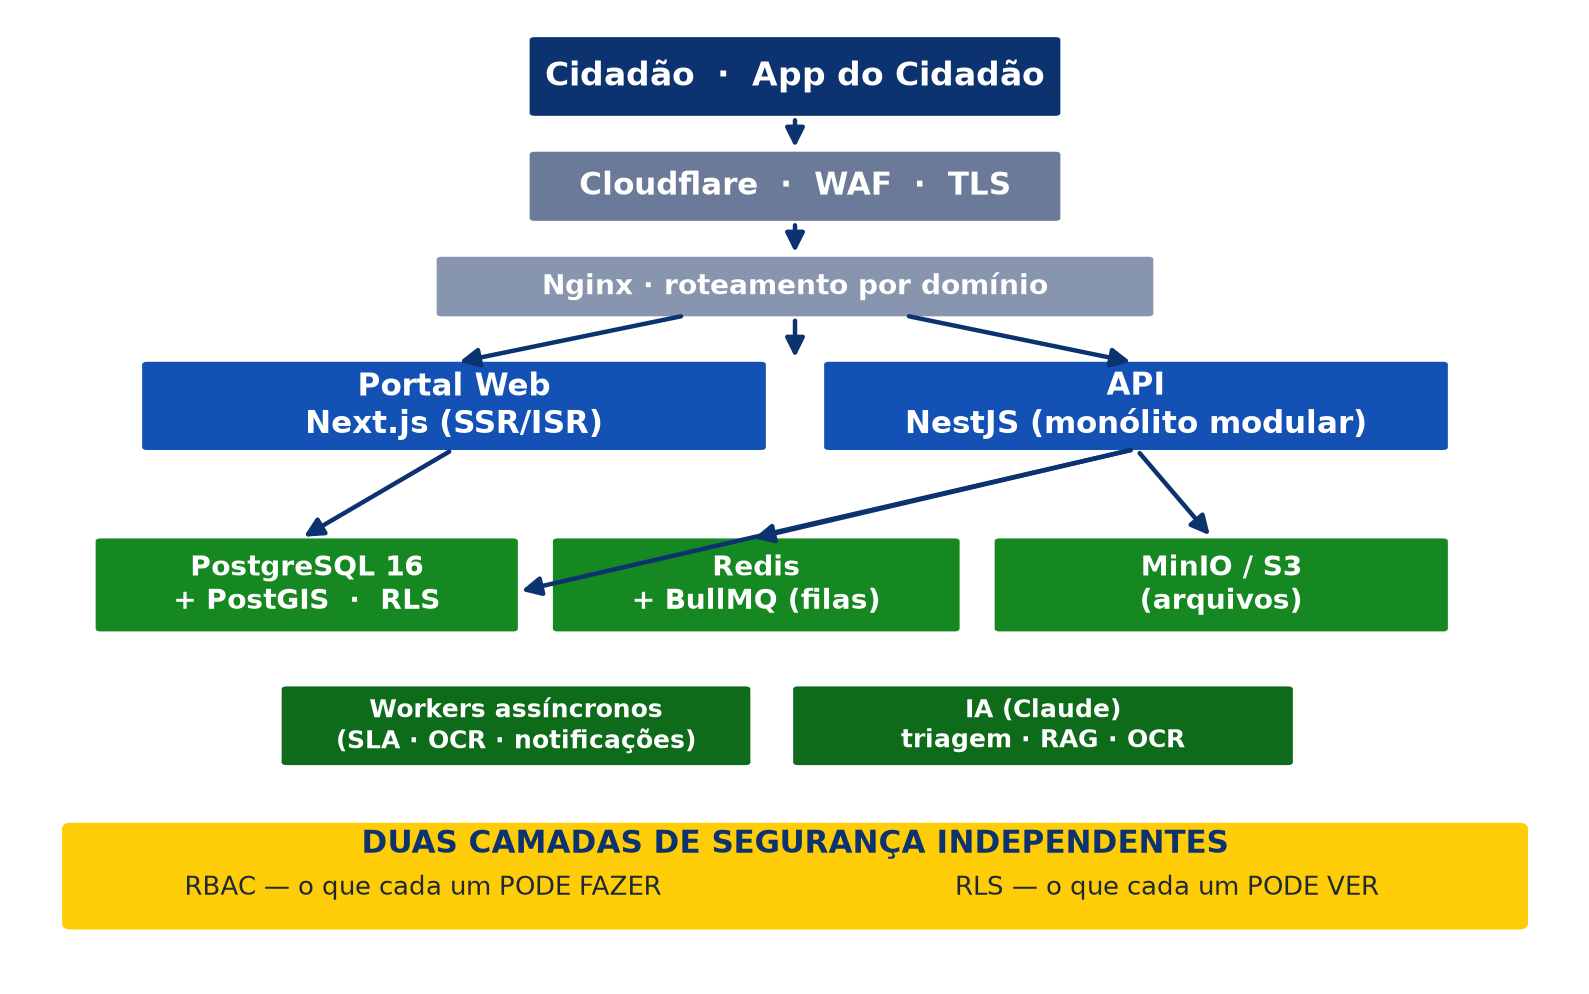 Cidadão · App do Cidadão
Cloudflare · WAF · TLS
Nginx · roteamento por domínio
Portal Web
Next.js (SSR/ISR)
API
NestJS (monólito modular)
PostgreSQL 16
+ PostGIS · RLS
Redis
+ BullMQ (filas)
MinIO / S3
(arquivos)
Workers assíncronos
(SLA · OCR · notificações)
IA (Claude)
triagem · RAG · OCR
DUAS CAMADAS DE SEGURANÇA INDEPENDENTES
RBAC — o que cada um PODE FAZER
RLS — o que cada um PODE VER